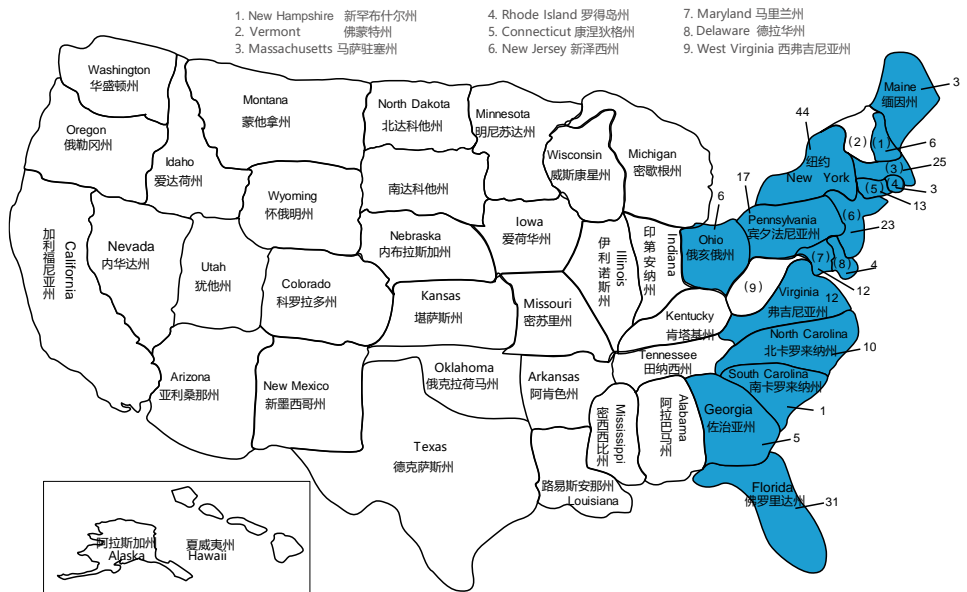 1. New Hampshire 新罕布什尔州
2. Vermont 佛蒙特州
3. Massachusetts 马萨驻塞州
4. Rhode Island 罗得岛州
5. Connecticut 康涅狄格州
6. New Jersey 新泽西州
7. Maryland 马里兰州
8. Delaware 德拉华州
9. West Virginia 西弗吉尼亚州
Washington
华盛顿州
Oregon
俄勒冈州
Idaho
爱达荷州
Montana
蒙他拿州
North Dakota
北达科他州
Minnesota
明尼苏达州
Wisconsin
威斯康星州
Michigan
密歇根州
Wyoming
怀俄明州
南达科他州
Nebraska
内布拉斯加州
Iowa
爱荷华州
Illinois
伊利诺斯州
Indiana
印第安纳州
6
Ohio
俄亥俄州
17
Pennsylvania
宾夕法尼亚州
44
纽约
New York
Maine
缅因州
3
(2)
(1)
6
(3)
25
(4)
3
(5)
13
(6)
23
(7)
12
(8)
4
(9)
California
加利福尼亚州
Nevada
内华达州
Utah
犹他州
Colorado
科罗拉多州
Kansas
堪萨斯州
Missouri
密苏里州
Kentucky
肯塔基州
Virginia
12
弗吉尼亚州
North Carolina
北卡罗来纳州
10
Tennessee
田纳西州
South Carolina
南卡罗来纳州
1
Arizona
亚利桑那州
New Mexico
新墨西哥州
Oklahoma
俄克拉荷马州
Arkansas
阿肯色州
Mississippi
密西西比州
Alabama
阿拉巴马州
Georgia
佐治亚州
5
Texas
德克萨斯州
路易斯安那州
Louisiana
Florida
佛罗里达州
31
阿拉斯加州
Alaska
夏威夷州
Hawaii